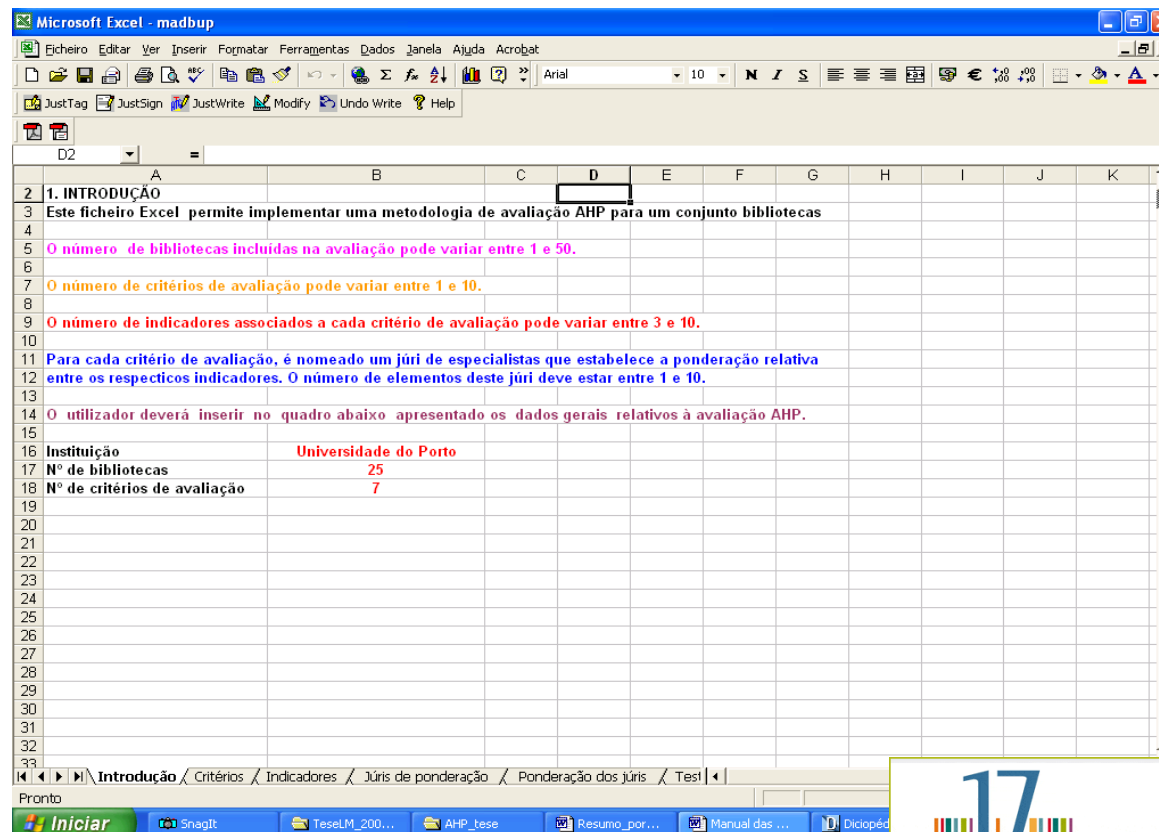 Microsoft Excel - madbup
Ficheiro Editar Ver Inserir Formatar Ferramentas Dados Janela Ajuda Acrobat
Arial 10 N I S
JustTag JustSign JustWrite Modify Undo Write Help
D2 =
A B C D E F G H I J K
2 1. INTRODUÇÃO
3 Este ficheiro Excel permite implementar uma metodologia de avaliação AHP para um conjunto bibliotecas
4
5 O número de bibliotecas incluídas na avaliação pode variar entre 1 e 50.
6
7 O número de critérios de avaliação pode variar entre 1 e 10.
8
9 O número de indicadores associados a cada critério de avaliação pode variar entre 3 e 10.
10
11 Para cada critério de avaliação, é nomeado um júri de especialistas que estabelece a ponderação relativa
12 entre os respecticos indicadores. O número de elementos deste júri deve estar entre 1 e 10.
13
14 O utilizador deverá inserir no quadro abaixo apresentado os dados gerais relativos à avaliação AHP.
15
16 Instituição Universidade do Porto
17 Nº de bibliotecas 25
18 Nº de critérios de avaliação 7
19
20
21
22
23
24
25
26
27
28
29
30
31
32
33
Introdução Critérios Indicadores Júris de ponderação Ponderação dos júris Test
Pronto
Iniciar SnagIt TeseLM_200... AHP_tese Resumo_por... Manual das ... Diciopéd
17